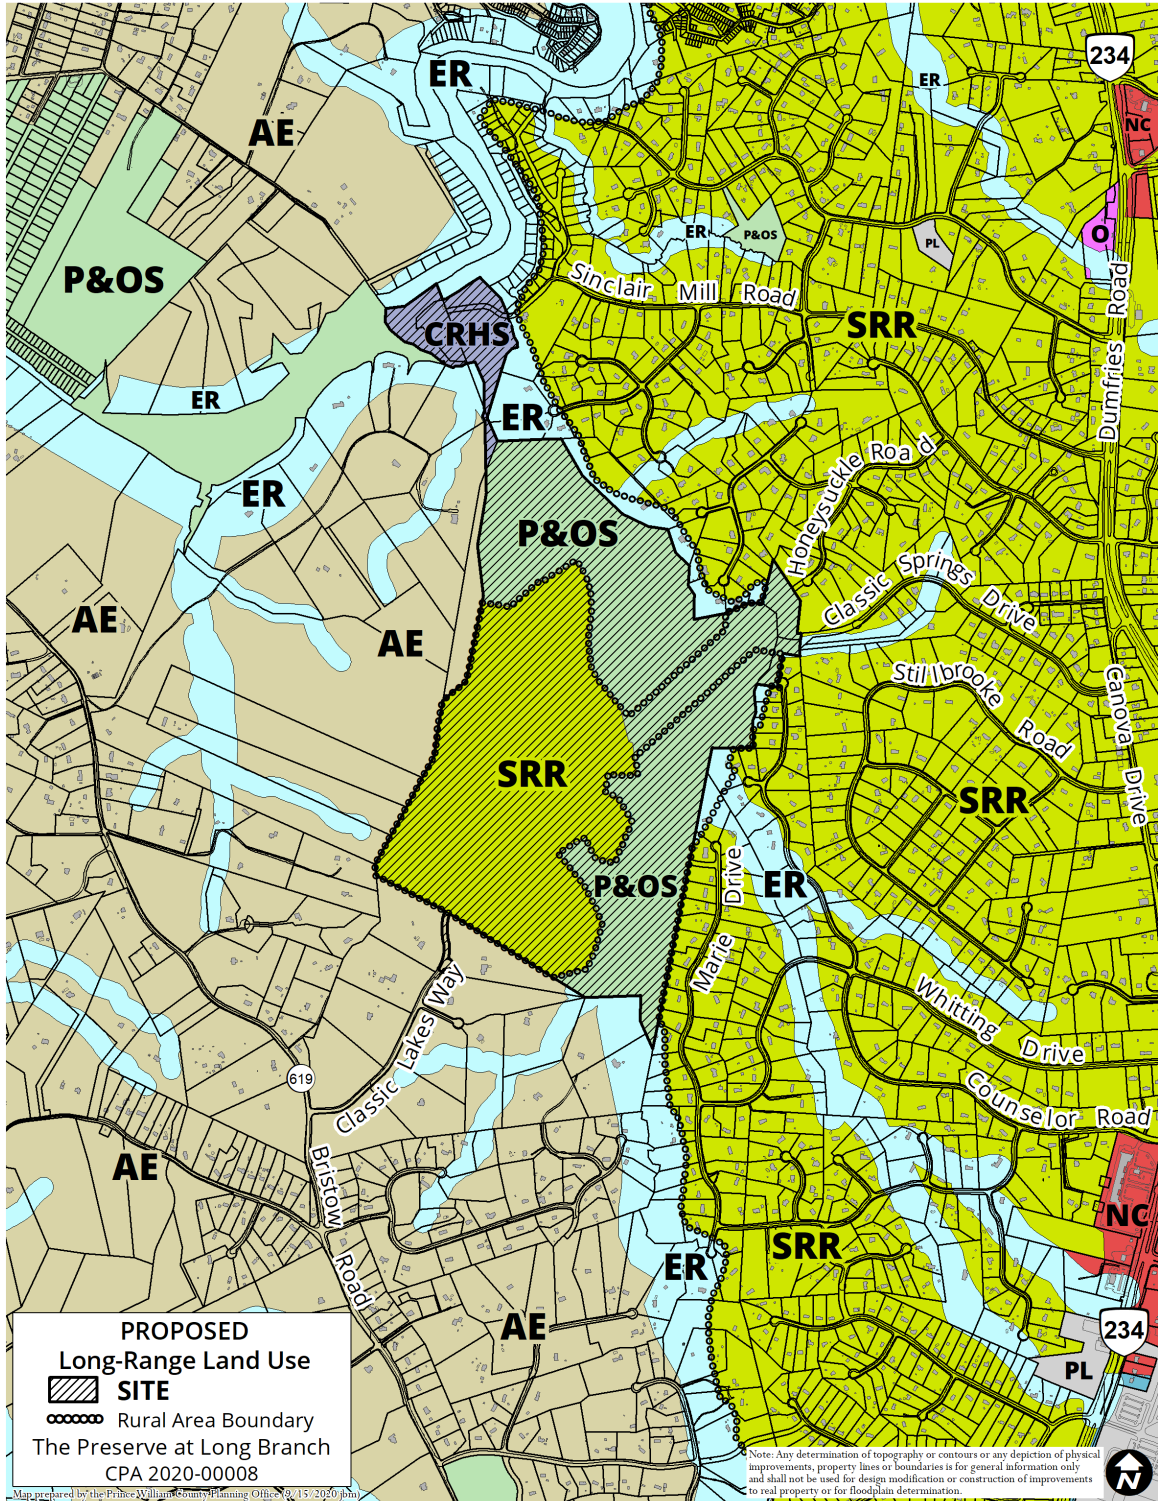 234
ER
ER
NC
AE
O
ER
P&OS
PL
P&OS
Sinclair Mill Road
CRHS
SRR
Dumfries Road
ER
ER
Honeysuckle Road
ER
P&OS
Classic Springs Drive
AE
AE
Stillbrooke Road
Canova Drive
SRR
SRR
P&OS
Marie Drive
ER
Classic Lakes Way
Whitting Drive
619
Counselor Road
AE
Bristow Road
NC
SRR
ER
AE
234
PL
PROPOSED
Long-Range Land Use
SITE
Rural Area Boundary
The Preserve at Long Branch
CPA 2020-00008
Map prepared by the Prince William County Planning Office (9/15/2020 jbm)
Note: Any determination of topography or contours or any depiction of physical
improvements, property lines or boundaries is for general information only
and shall not be used for design modification or construction of improvements
to real property or for floodplain determination.
N